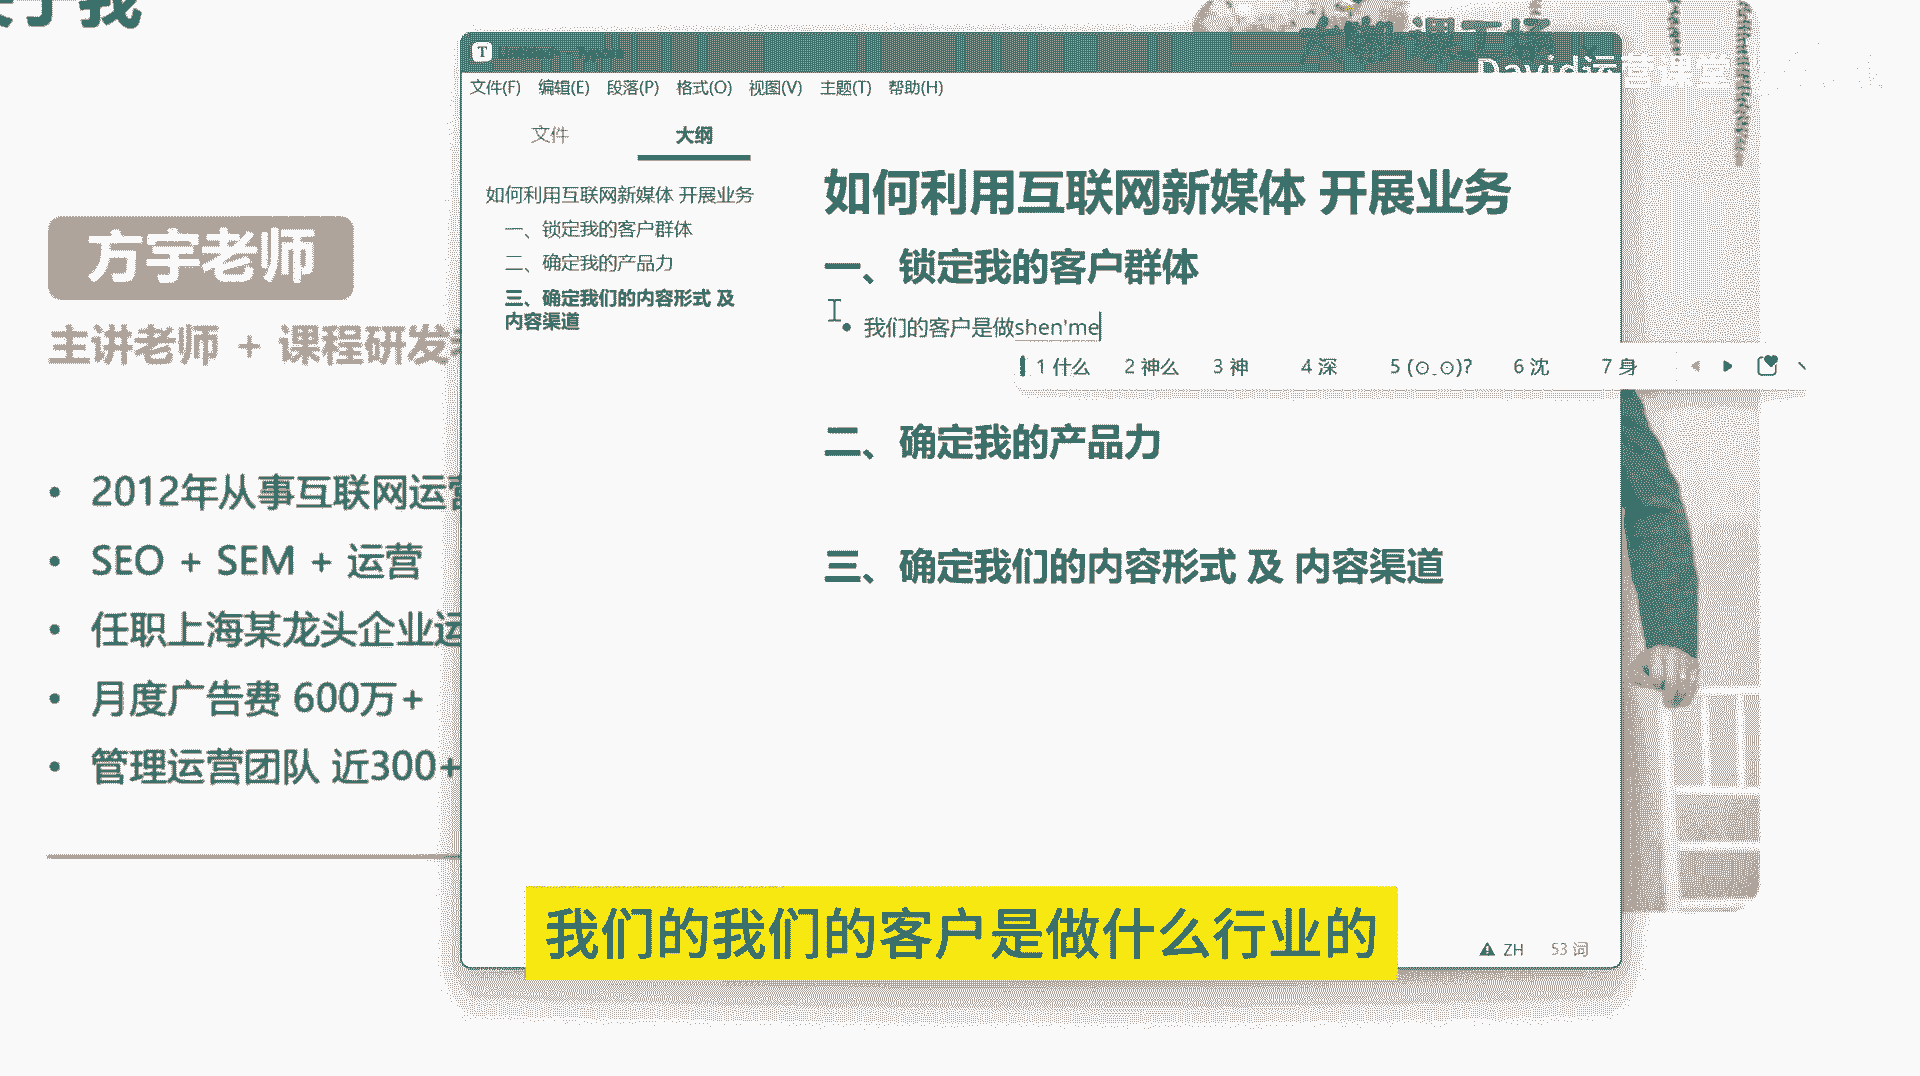 方宇老师
主讲老师 + 课程研发
2012年从事互联网运营
SEO + SEM + 运营
任职上海某龙头企业运
月度广告费 600万+
管理运营团队 近300+
David运营课堂
T
文件(F) 编辑(E) 段落(P) 格式(O) 视图(V) 主题(T) 帮助(H)
文件 大纲
如何利用互联网新媒体 开展业务
一、锁定我的客户群体
二、确定我的产品力
三、确定我们的内容形式 及
内容渠道
如何利用互联网新媒体 开展业务
一、锁定我的客户群体
我们的客户是做shen'me
1 什么 2 神么 3 神 4 深 5 (⊙_⊙)? 6 沈 7 身
二、确定我的产品力
三、确定我们的内容形式 及 内容渠道
ZH 53 词
我们的我们的客户是做什么行业的